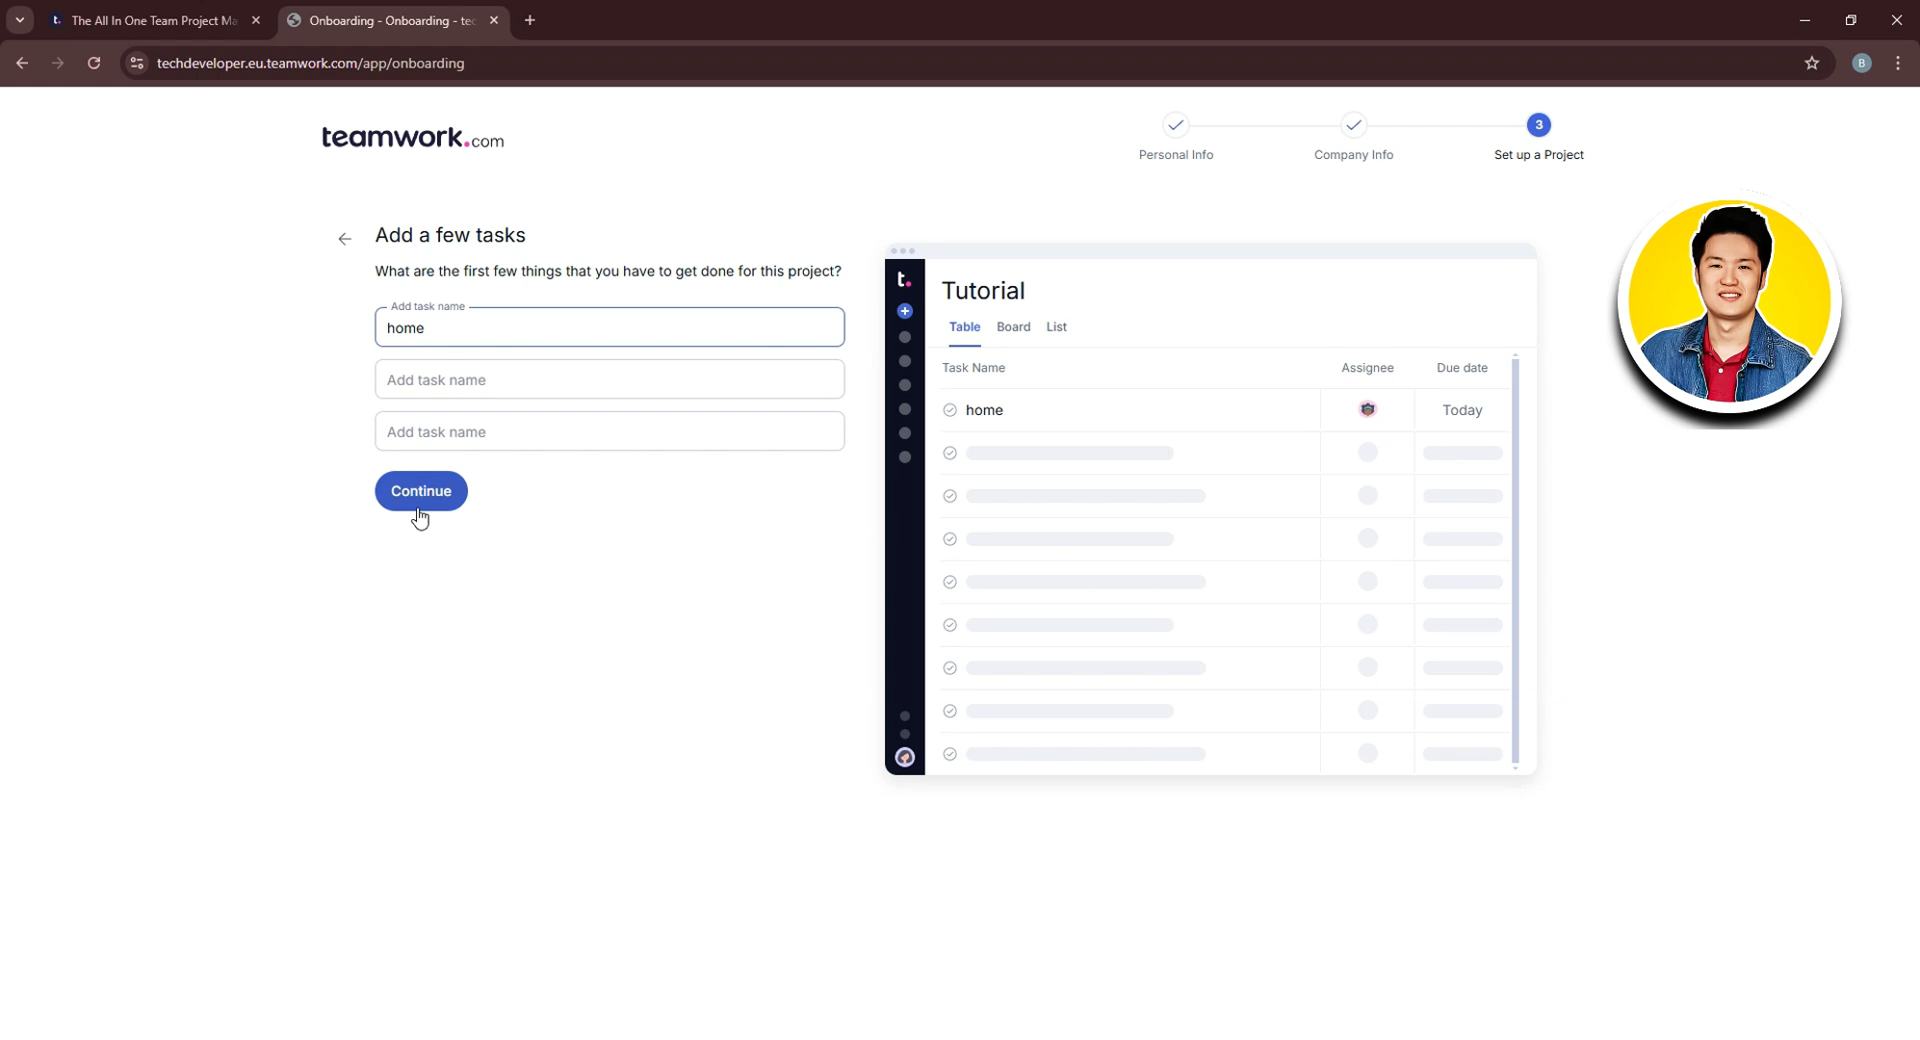 The All In One Team Project Ma
Onboarding - Onboarding - tec
techdeveloper.eu.teamwork.com/app/onboarding
B
teamwork.com
3
Personal Info
Company Info
Set up a Project
Add a few tasks
What are the first few things that you have to get done for this project?
Add task name
home
Add task name
Add task name
Continue
t.
Tutorial
Table Board List
Task Name Assignee Due date
home Today